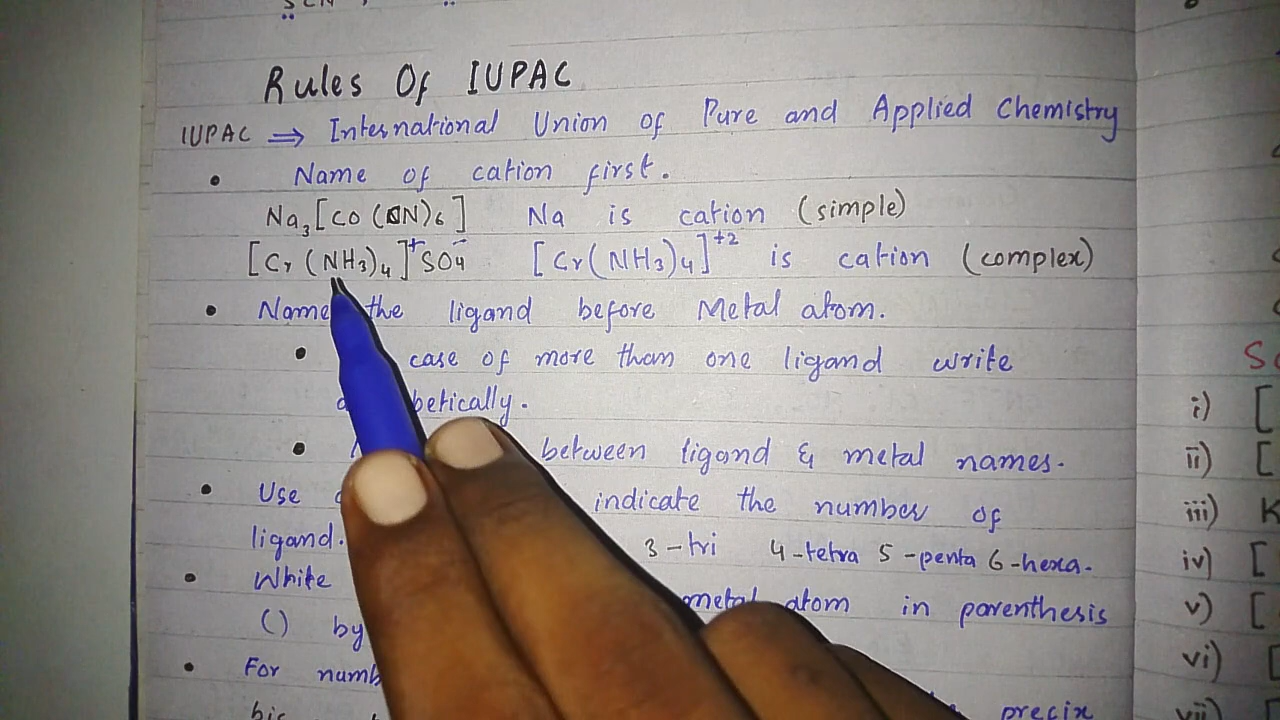 SCN
Rules Of IUPAC
IUPAC ⇒ International Union of Pure and Applied Chemistry
• Name of cation first.
Na₃[CO(CN)₆] Na is cation (simple)
[Cr(NH₃)₄]⁺SO₄⁻ [Cr(NH₃)₄]⁺² is cation (complex)
• Name the ligand before Metal atom.
• case of more than one ligand write
betically.
• between ligand & metal names.
• Use indicate the number of
ligand. 3-tri 4-tetra 5-penta 6-hexa.
• White metal atom in parenthesis
() by
• For numb
bis precix
i) [
ii) [
iii) K
iv) [
v) [
vi) [
vii) [